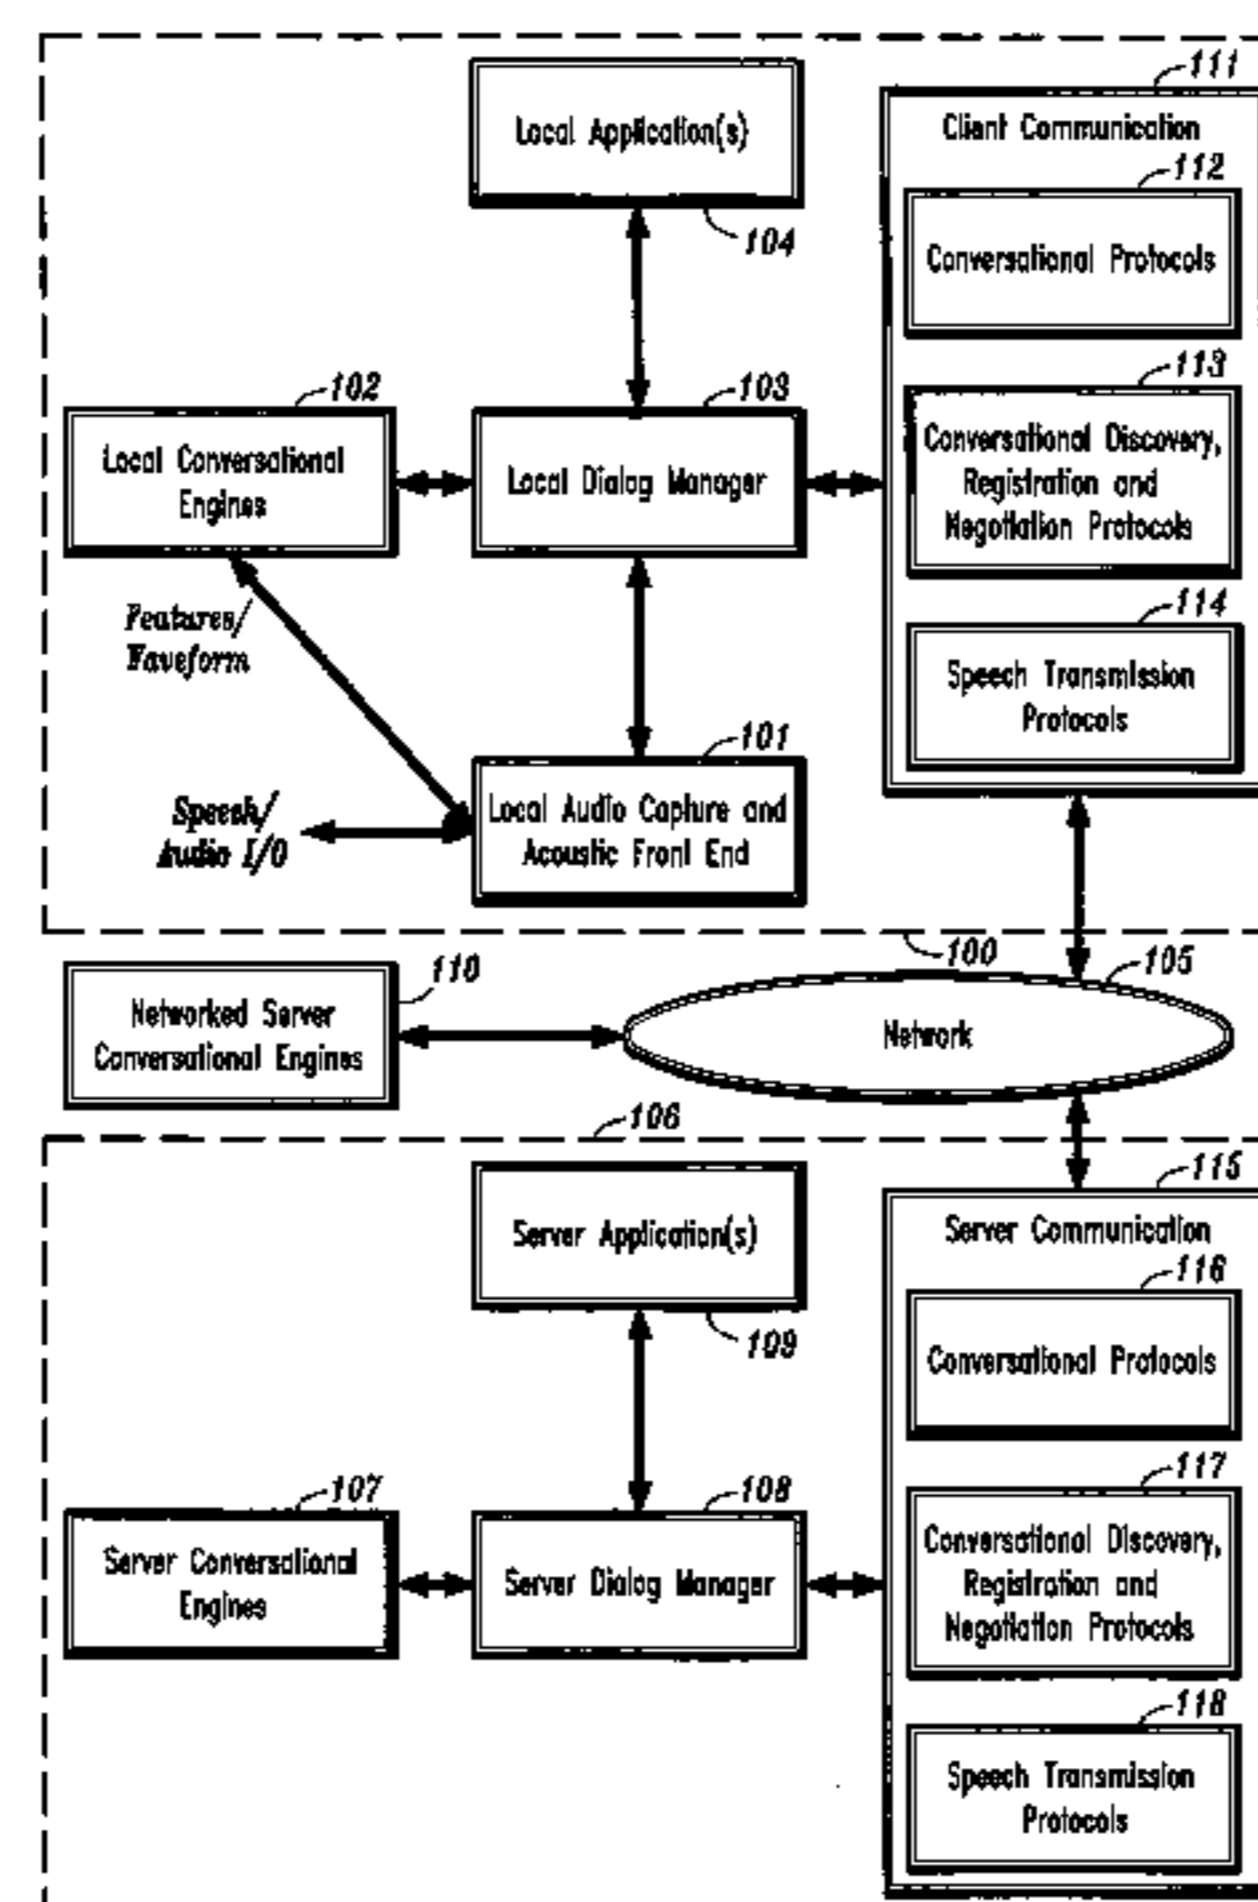 111
Local Application(s)
Client Communication
112
104
Conversational Protocols
102
103
113
Local Conversational
Engines
Local Dialog Manager
Conversational Discovery,
Registration and
Negotiation Protocols
Features/
Waveform
114
Speech Transmission
Protocols
101
Speech/
Audio I/O
Local Audio Capture and
Acoustic Front End
100
110
105
Networked Server
Conversational Engines
Network
106
115
Server Application(s)
Server Communication
116
109
Conversational Protocols
107
108
117
Server Conversational
Engines
Server Dialog Manager
Conversational Discovery,
Registration and
Negotiation Protocols
118
Speech Transmission
Protocols